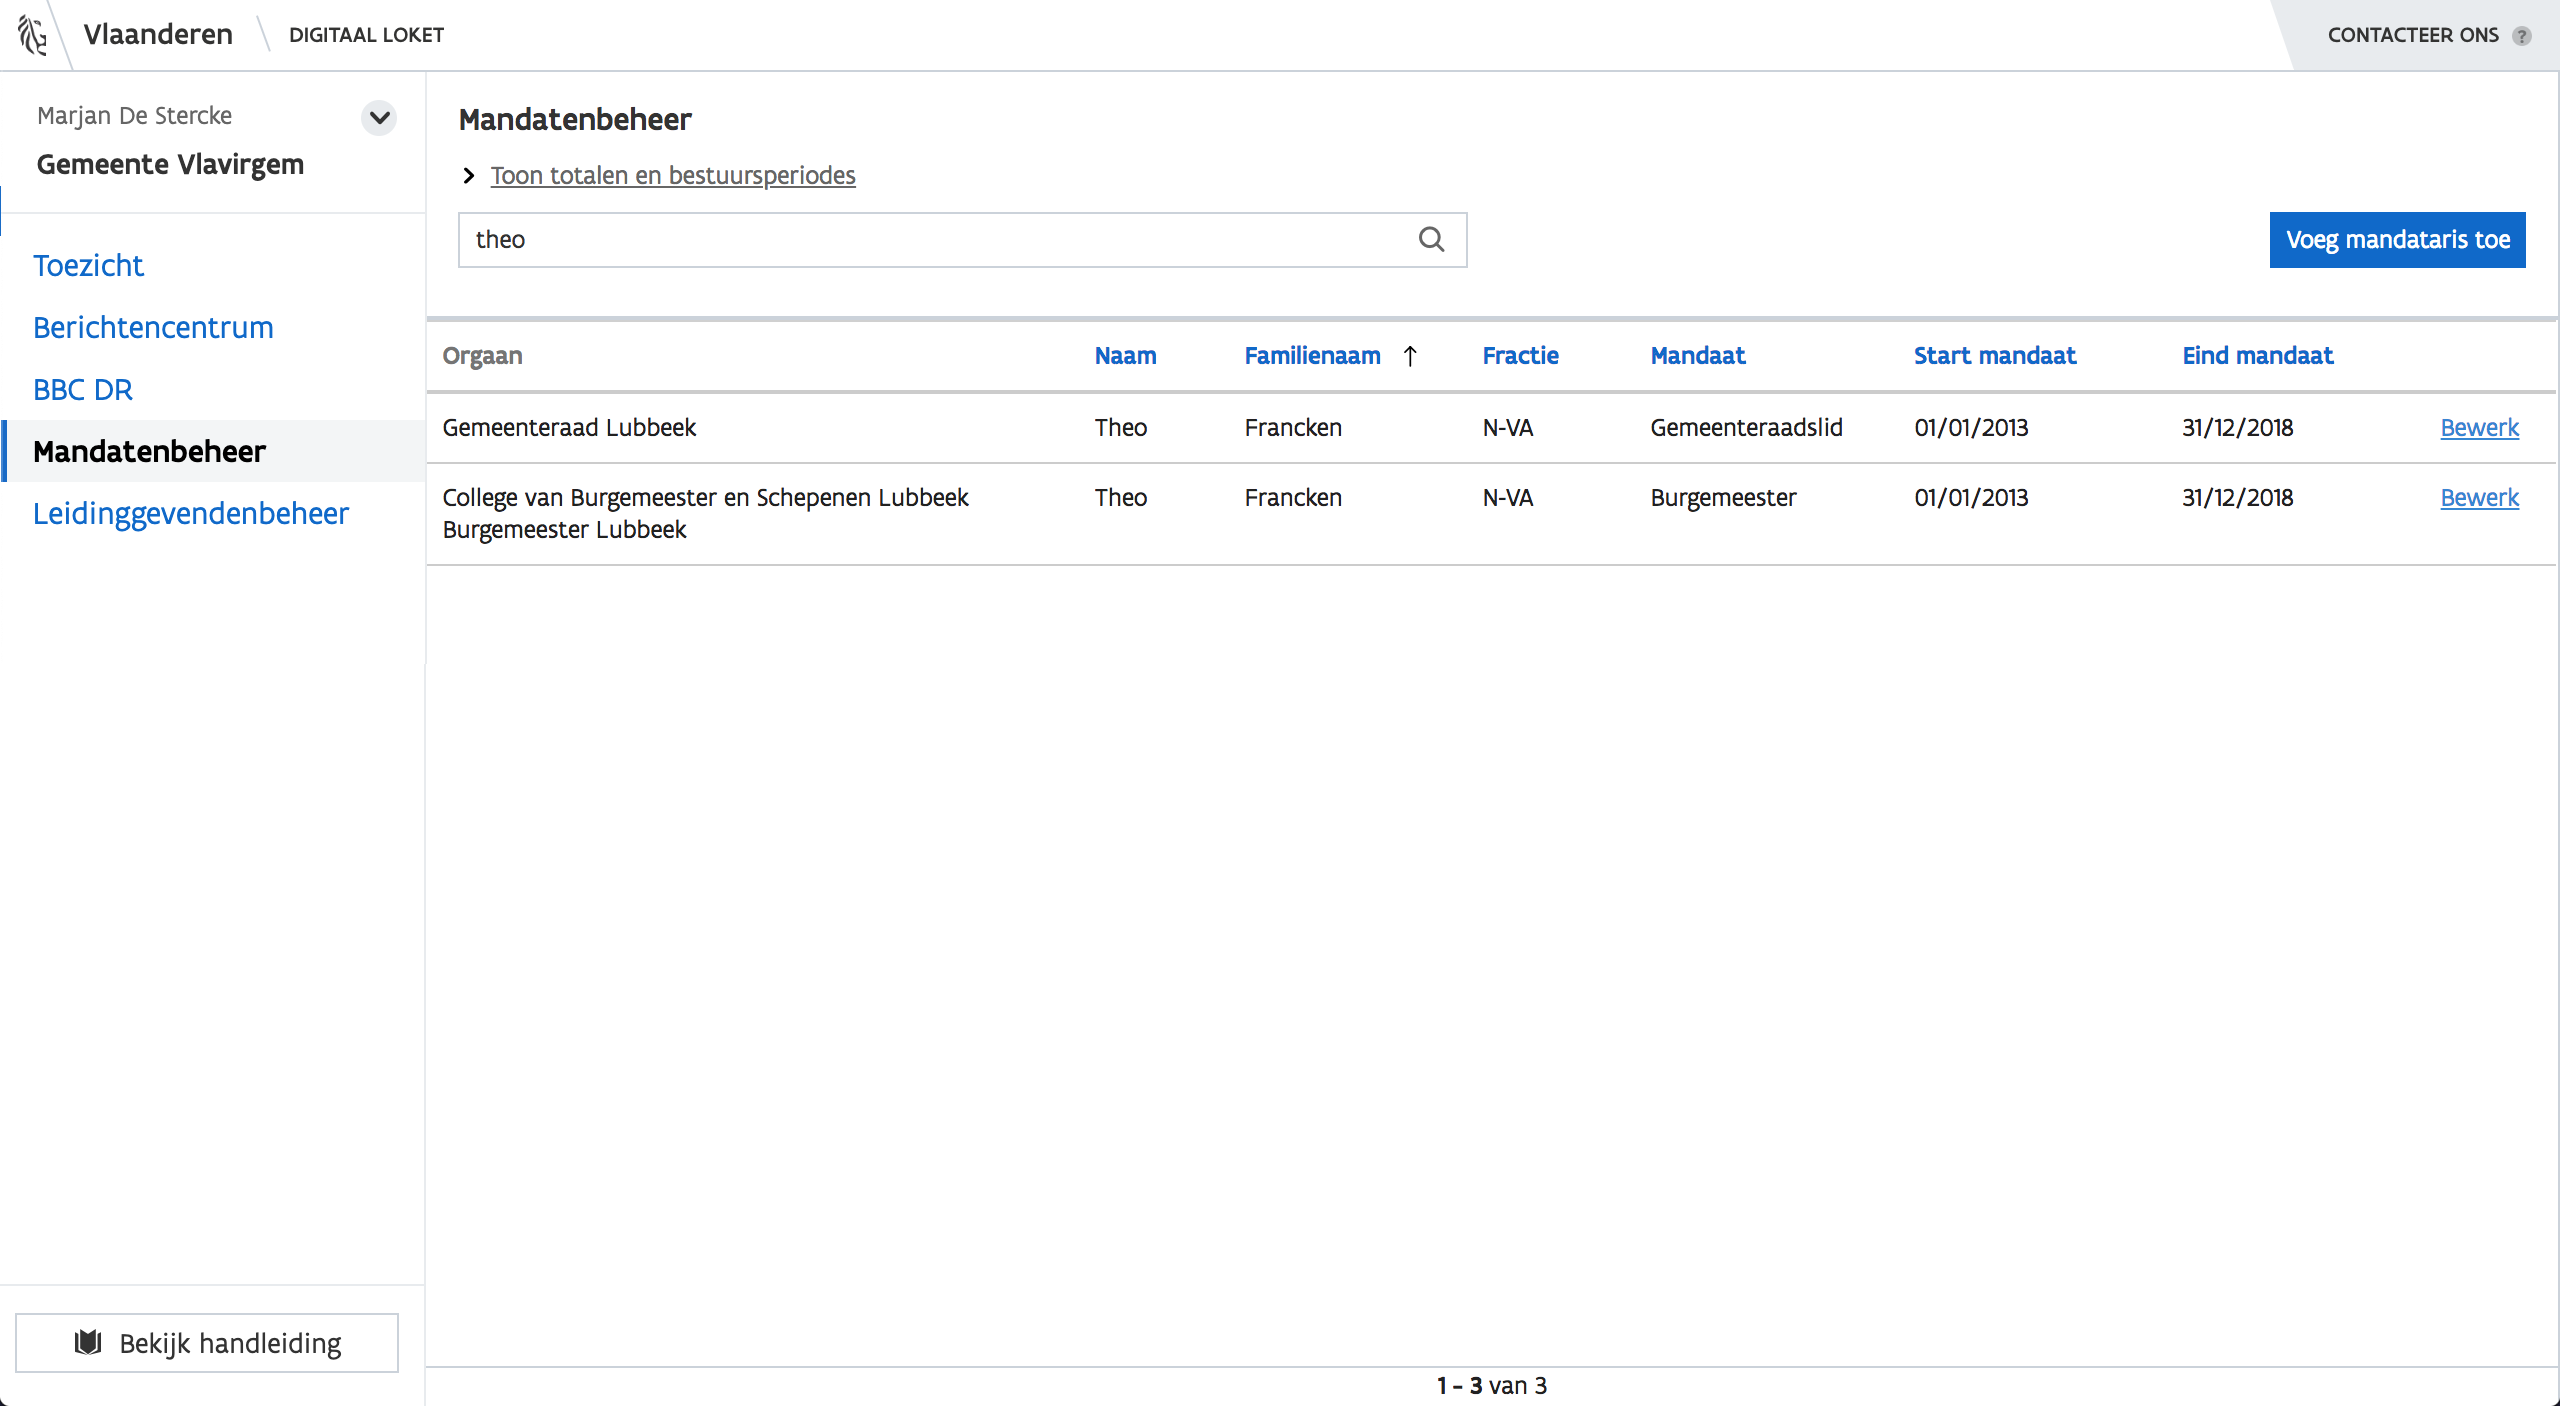 Vlaanderen DIGITAAL LOKET CONTACTEER ONS ?
Marjan De Stercke
Gemeente Vlavirgem
Toezicht
Berichtencentrum
BBC DR
Mandatenbeheer
Leidinggevendenbeheer
Bekijk handleiding
Mandatenbeheer
Toon totalen en bestuursperiodes
theo
Voeg mandataris toe
Orgaan Naam Familienaam ↑ Fractie Mandaat Start mandaat Eind mandaat
Gemeenteraad Lubbeek Theo Francken N-VA Gemeenteraadslid 01/01/2013 31/12/2018 Bewerk
College van Burgemeester en Schepenen Lubbeek Theo Francken N-VA Burgemeester 01/01/2013 31/12/2018 Bewerk
Burgemeester Lubbeek
1 - 3 van 3